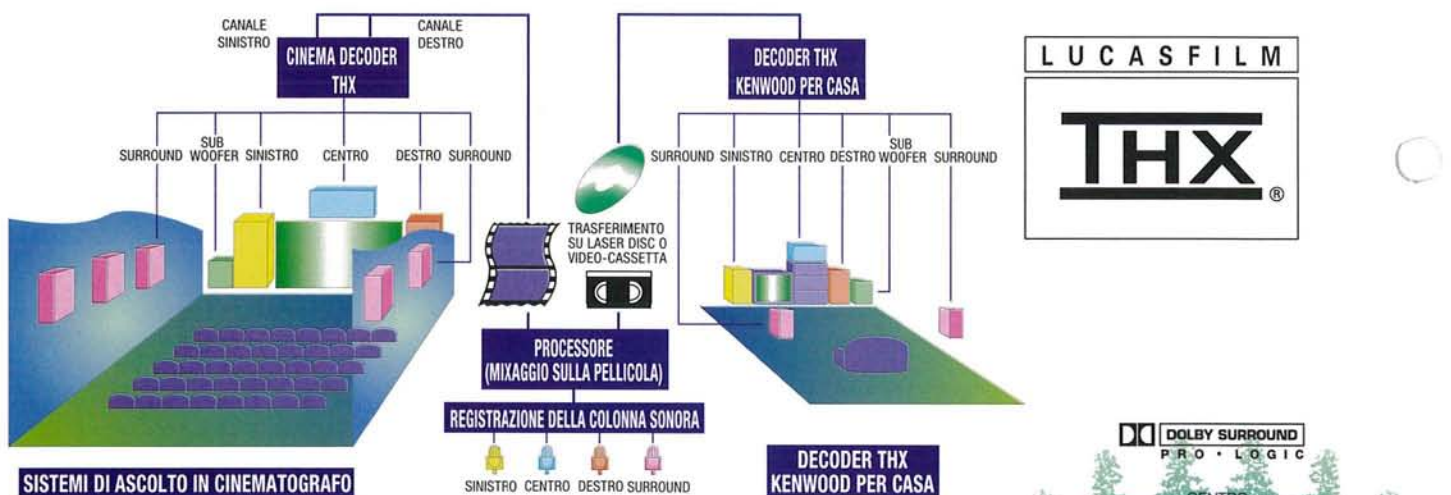 CANALE
SINISTRO
CANALE
DESTRO
CINEMA DECODER
THX
SURROUND
SUB
WOOFER
SINISTRO
CENTRO
DESTRO
SURROUND
TRASFERIMENTO
SU LASER DISC O
VIDEO-CASSETTA
PROCESSORE
(MIXAGGIO SULLA PELLICOLA)
REGISTRAZIONE DELLA COLONNA SONORA
SINISTRO CENTRO DESTRO SURROUND
SISTEMI DI ASCOLTO IN CINEMATOGRAFO
DECODER THX
KENWOOD PER CASA
SURROUND
SINISTRO
CENTRO
DESTRO
SUB
WOOFER
SURROUND
DECODER THX
KENWOOD PER CASA
LUCASFILM
THX
®
DOLBY SURROUND
PRO • LOGIC
CENTRO